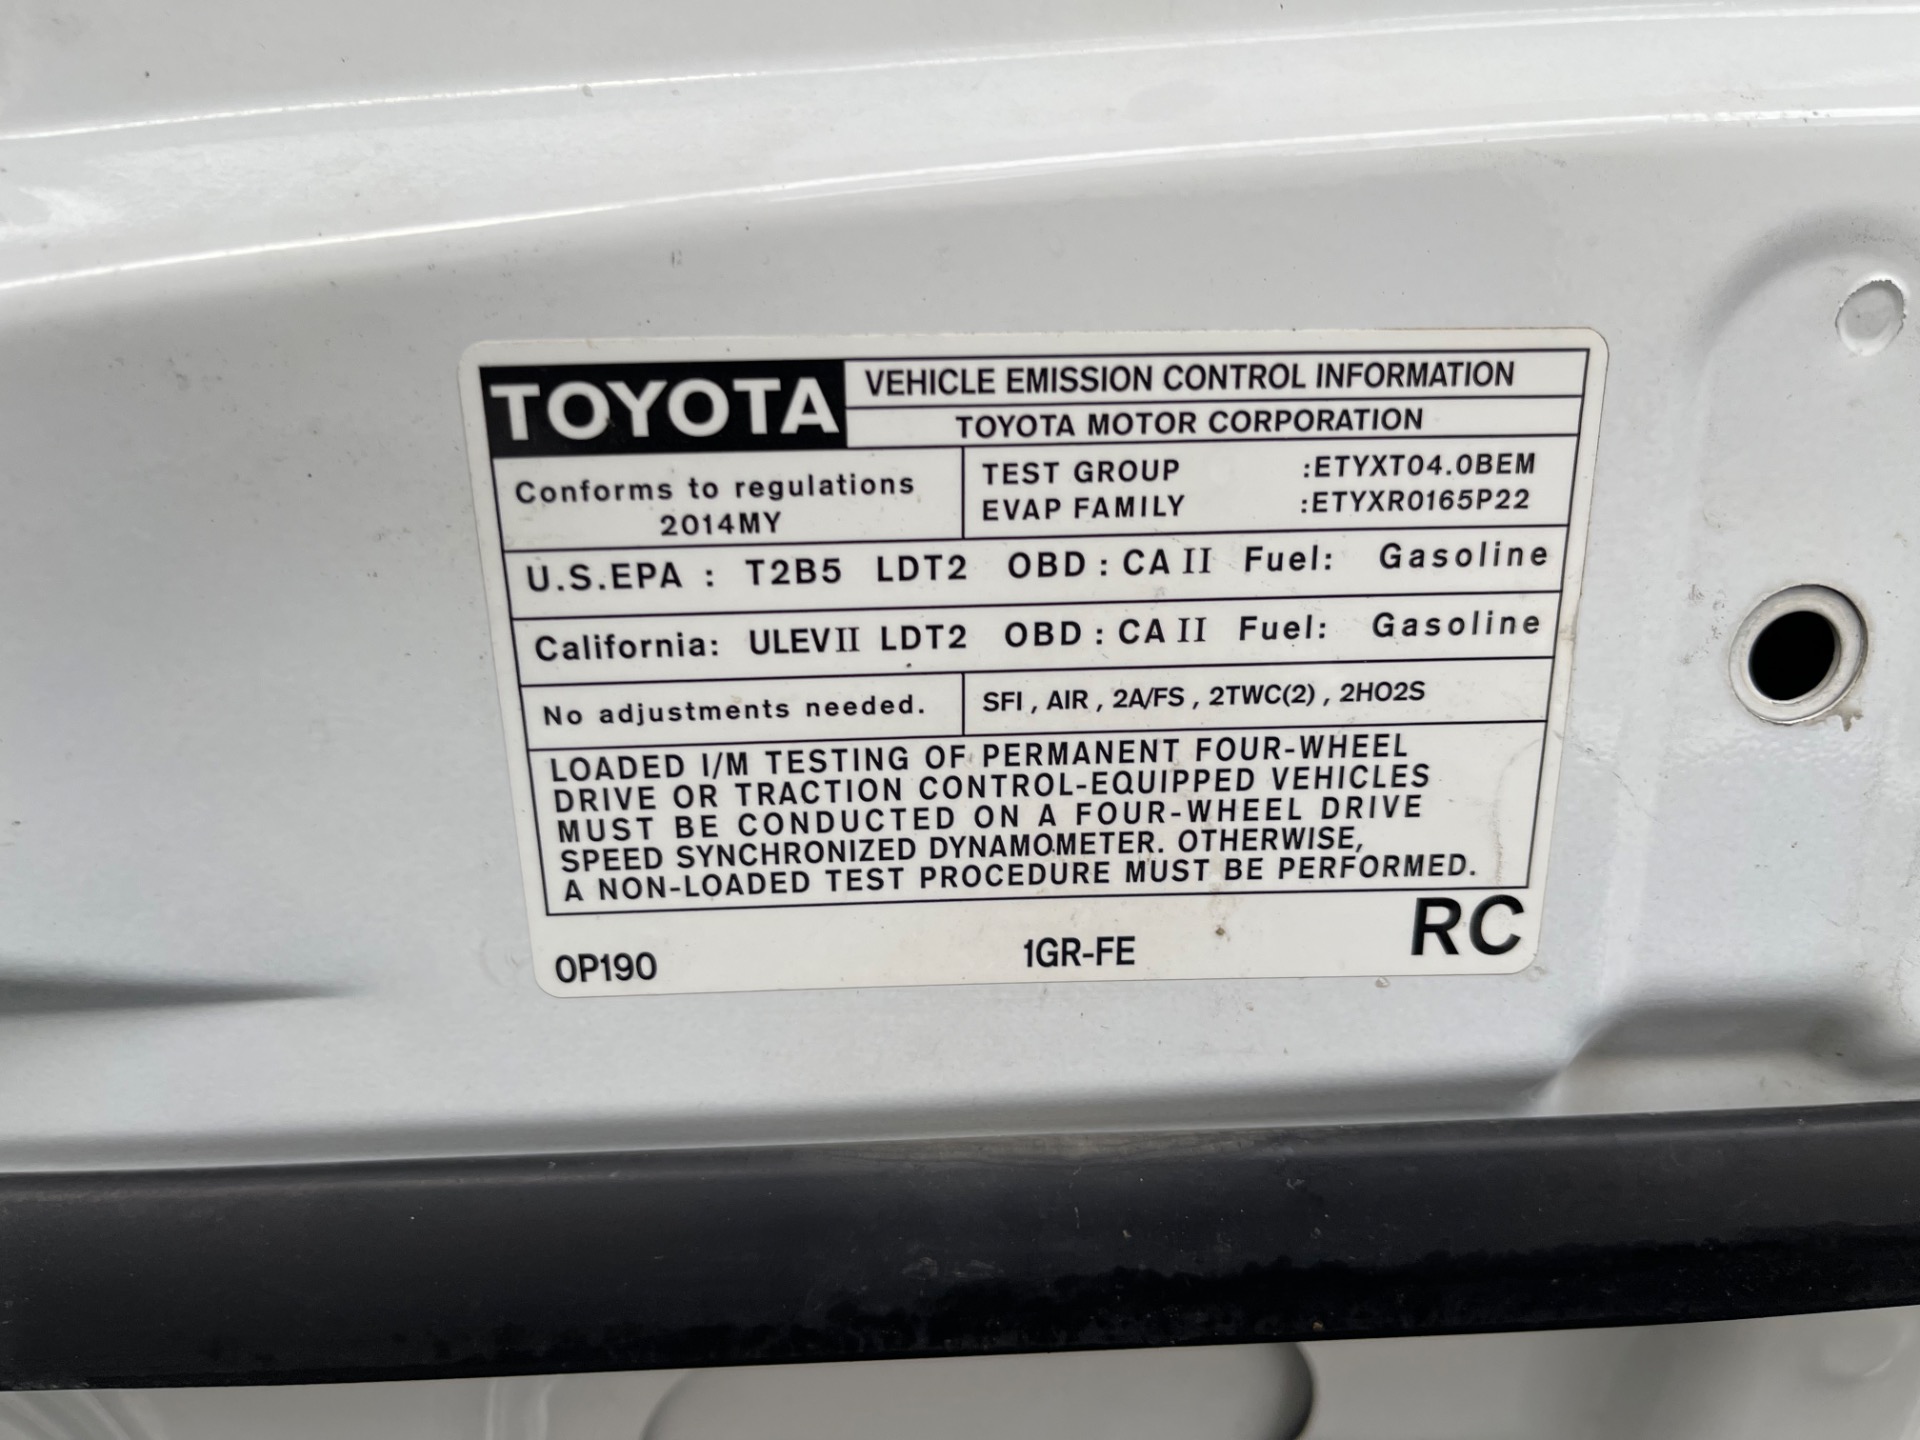 TOYOTA
VEHICLE EMISSION CONTROL INFORMATION
TOYOTA MOTOR CORPORATION
Conforms to regulations
2014MY
TEST GROUP :ETYXT04.0BEM
EVAP FAMILY :ETYXR0165P22
U.S.EPA : T2B5 LDT2 OBD : CA II Fuel: Gasoline
California: ULEVII LDT2 OBD : CA II Fuel: Gasoline
No adjustments needed.
SFI , AIR , 2A/FS , 2TWC(2) , 2HO2S
LOADED I/M TESTING OF PERMANENT FOUR-WHEEL
DRIVE OR TRACTION CONTROL-EQUIPPED VEHICLES
MUST BE CONDUCTED ON A FOUR-WHEEL DRIVE
SPEED SYNCHRONIZED DYNAMOMETER. OTHERWISE,
A NON-LOADED TEST PROCEDURE MUST BE PERFORMED.
0P190 1GR-FE RC